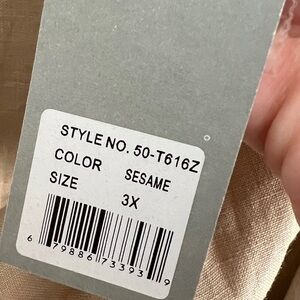 STYLE NO. 50-T616Z
COLOR SESAME
SIZE 3X
6 79886 73393 9